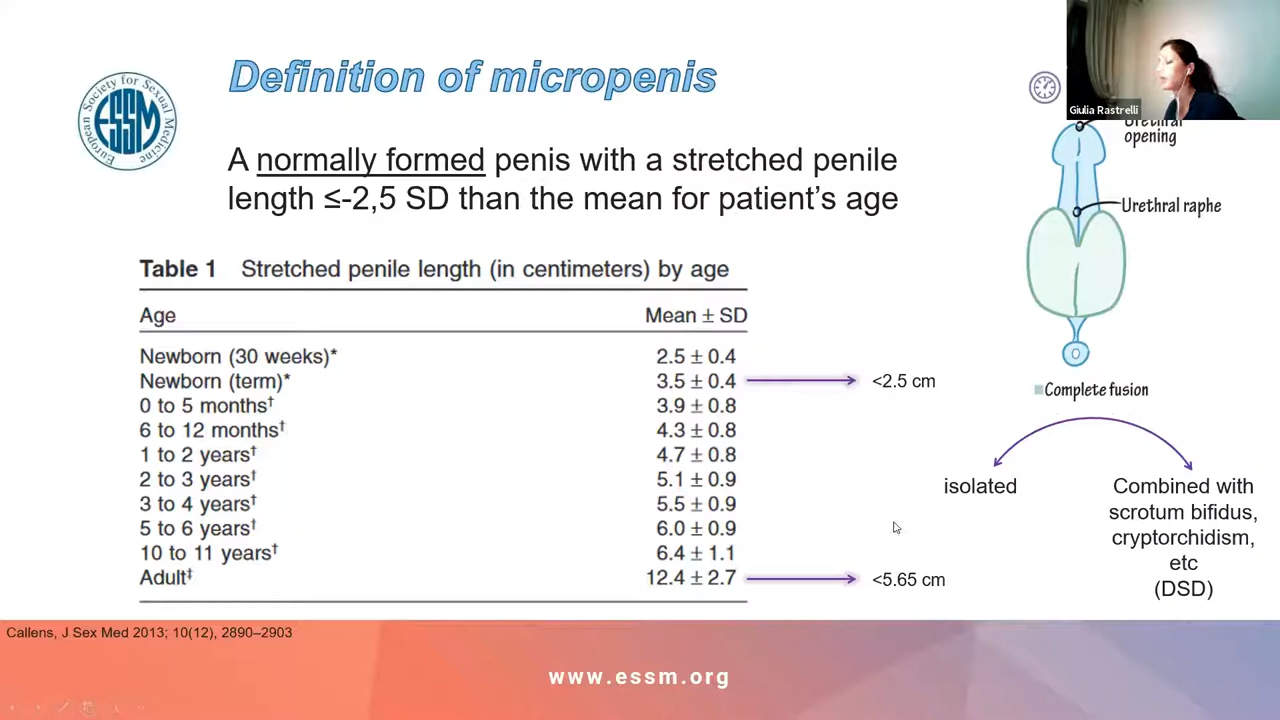 Definition of micropenis
European Society for Sexual Medicine
ESSM
A normally formed penis with a stretched penile
length ≤-2,5 SD than the mean for patient's age
Giulia Rastrelli
Urethral
opening
Urethral raphe
Complete fusion
Table 1 Stretched penile length (in centimeters) by age
Age Mean ± SD
Newborn (30 weeks)* 2.5 ± 0.4
Newborn (term)* 3.5 ± 0.4 <2.5 cm
0 to 5 months† 3.9 ± 0.8
6 to 12 months† 4.3 ± 0.8
1 to 2 years† 4.7 ± 0.8
2 to 3 years† 5.1 ± 0.9
3 to 4 years† 5.5 ± 0.9
5 to 6 years† 6.0 ± 0.9
10 to 11 years† 6.4 ± 1.1
Adult‡ 12.4 ± 2.7 <5.65 cm
isolated
Combined with
scrotum bifidus,
cryptorchidism,
etc
(DSD)
Callens, J Sex Med 2013; 10(12), 2890–2903
www.essm.org